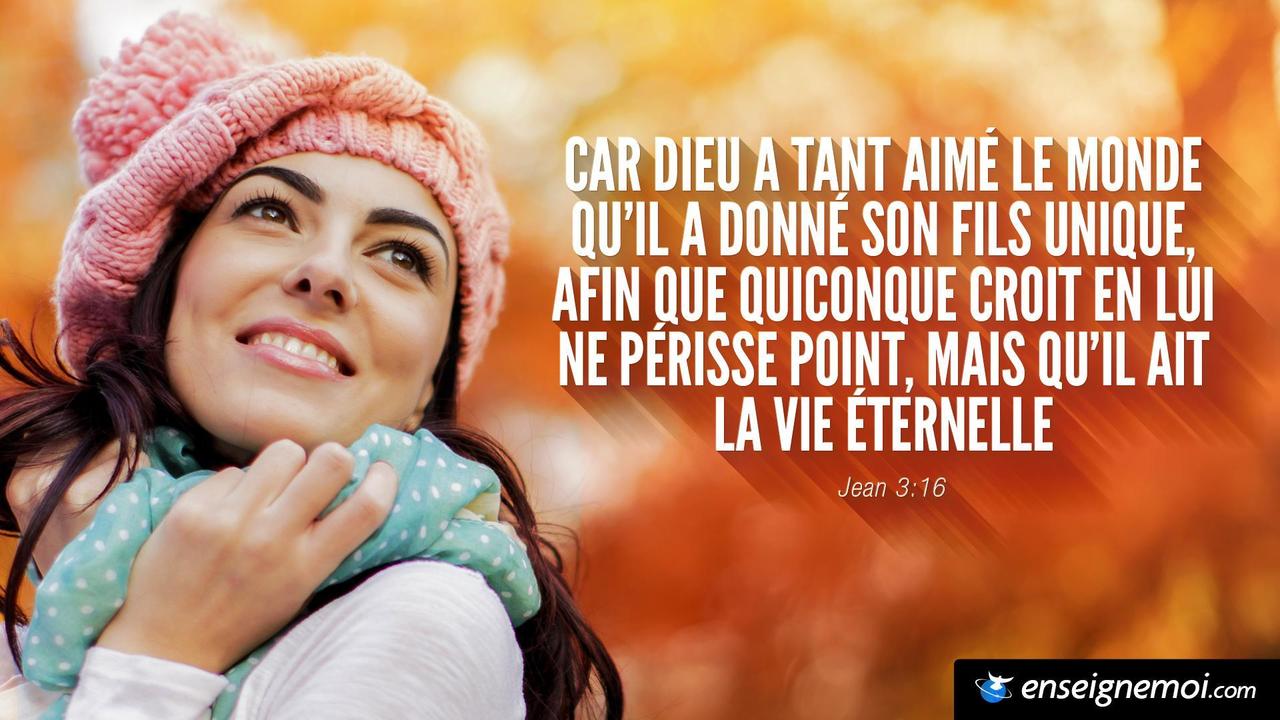 CAR DIEU A TANT AIMÉ LE MONDE
QU'IL A DONNÉ SON FILS UNIQUE,
AFIN QUE QUICONQUE CROIT EN LUI
NE PÉRISSE POINT, MAIS QU'IL AIT
LA VIE ÉTERNELLE
Jean 3:16
enseignemoi.com